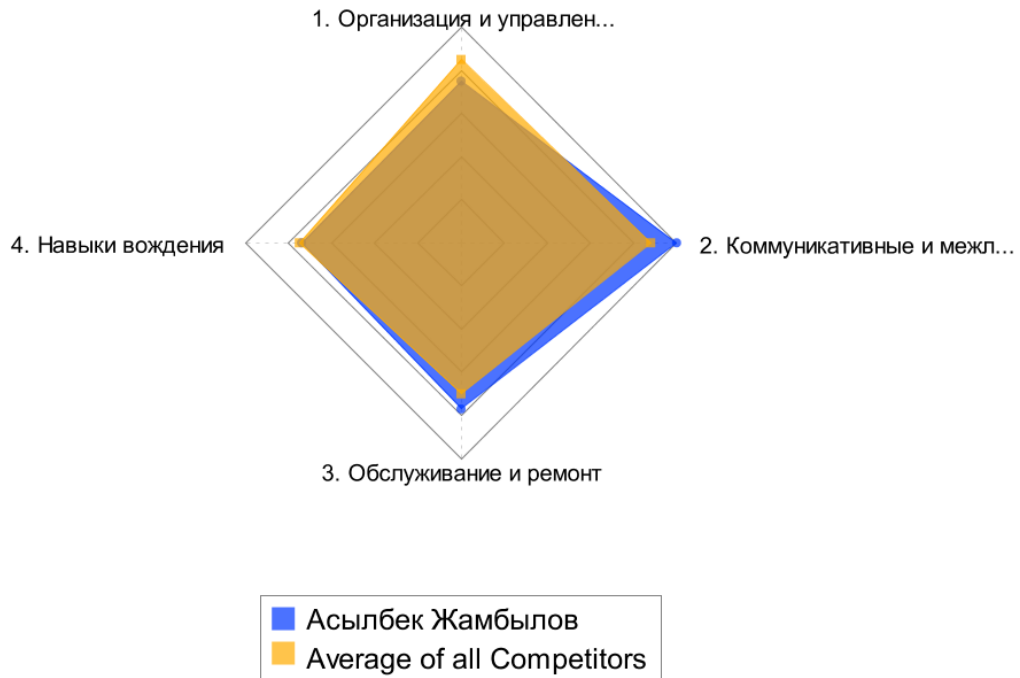 1. Организация и управлен...
4. Навыки вождения
2. Коммуникативные и межл...
3. Обслуживание и ремонт
Асылбек Жамбылов
Average of all Competitors